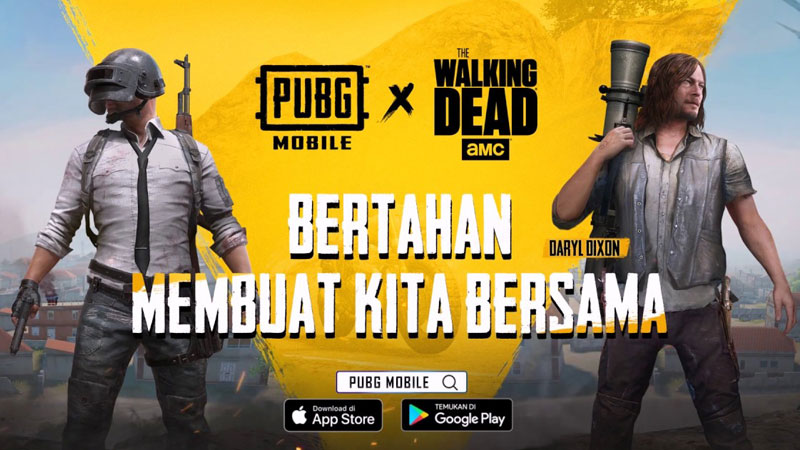 PUBG
MOBILE
X
THE
WALKING
DEAD
amc
BERTAHAN
MEMBUAT KITA BERSAMA
DARYL DIXON
PUBG MOBILE
Download di
App Store
TEMUKAN DI
Google Play